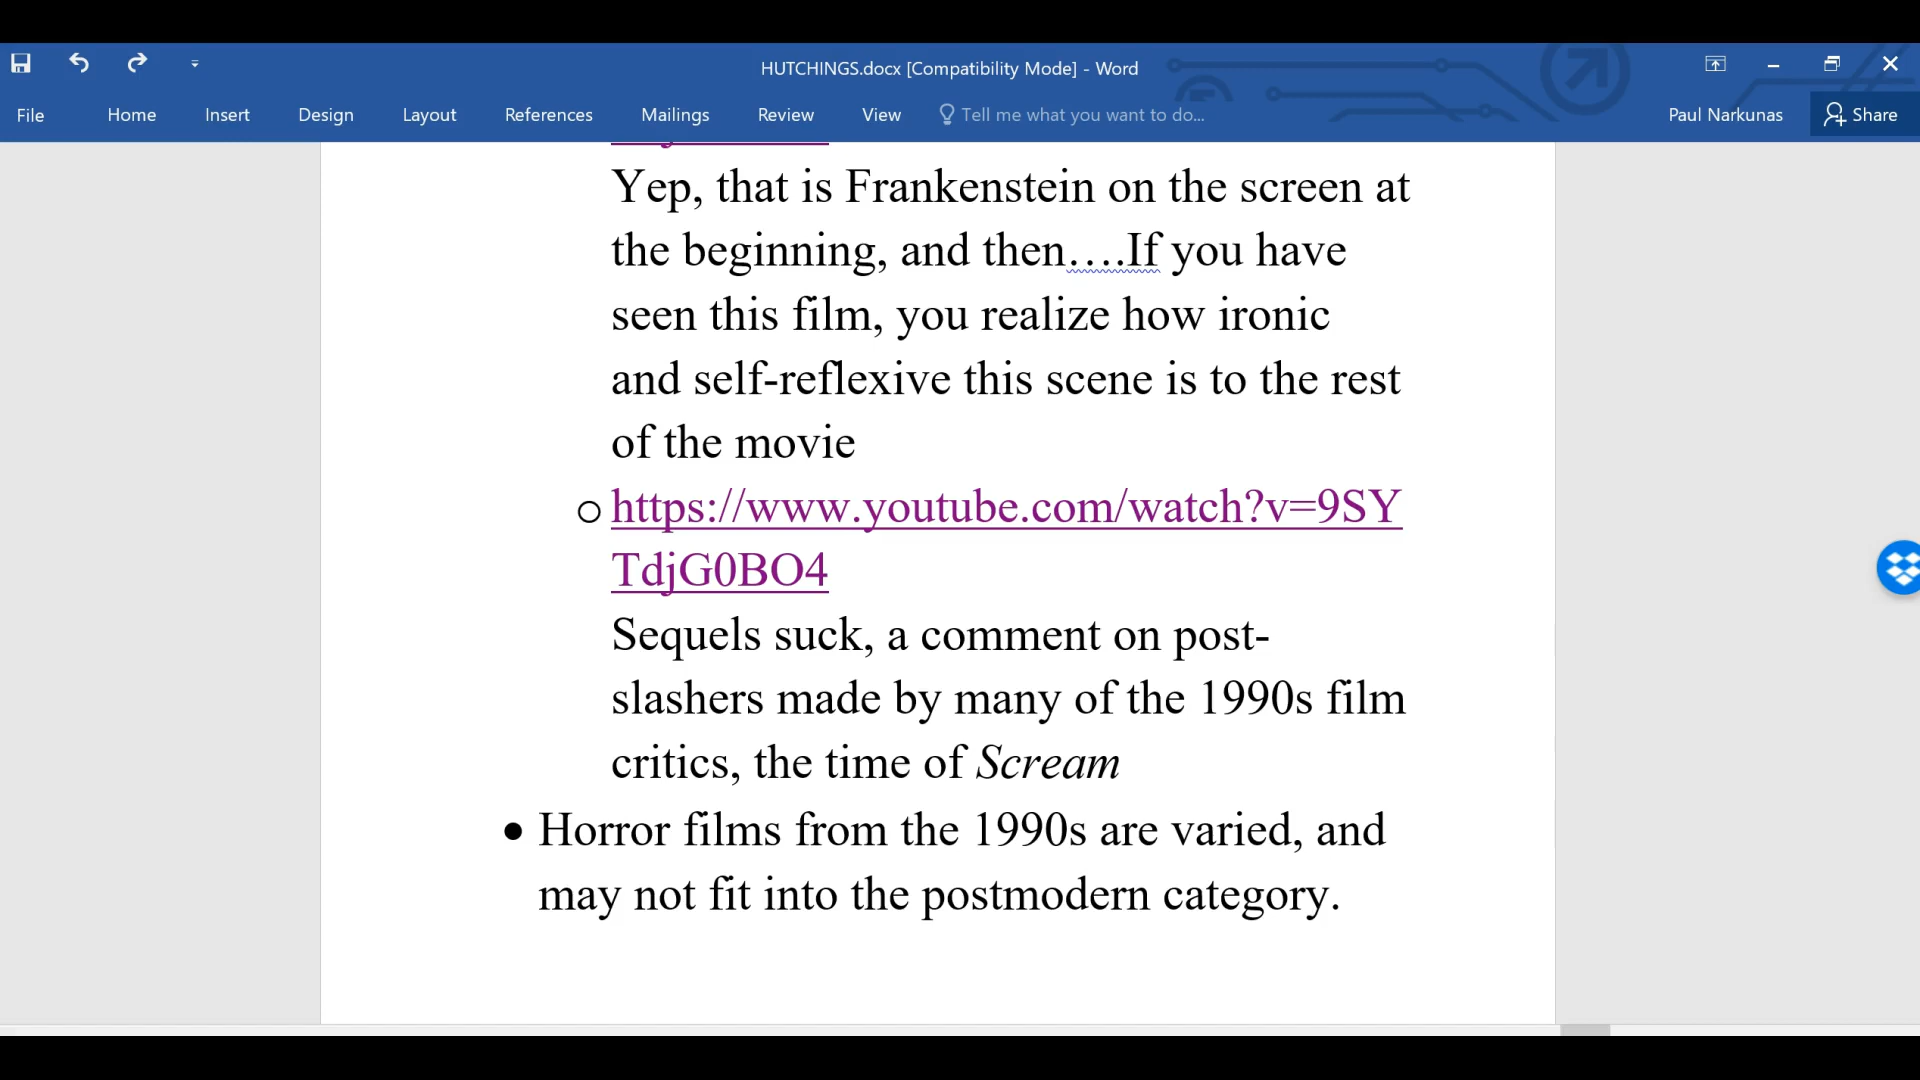 HUTCHINGS.docx [Compatibility Mode] - Word
File Home Insert Design Layout References Mailings Review View Tell me what you want to do... Paul Narkunas Share
Yep, that is Frankenstein on the screen at
the beginning, and then….If you have
seen this film, you realize how ironic
and self-reflexive this scene is to the rest
of the movie
https://www.youtube.com/watch?v=9SY
TdjG0BO4
Sequels suck, a comment on post-
slashers made by many of the 1990s film
critics, the time of Scream
• Horror films from the 1990s are varied, and
may not fit into the postmodern category.